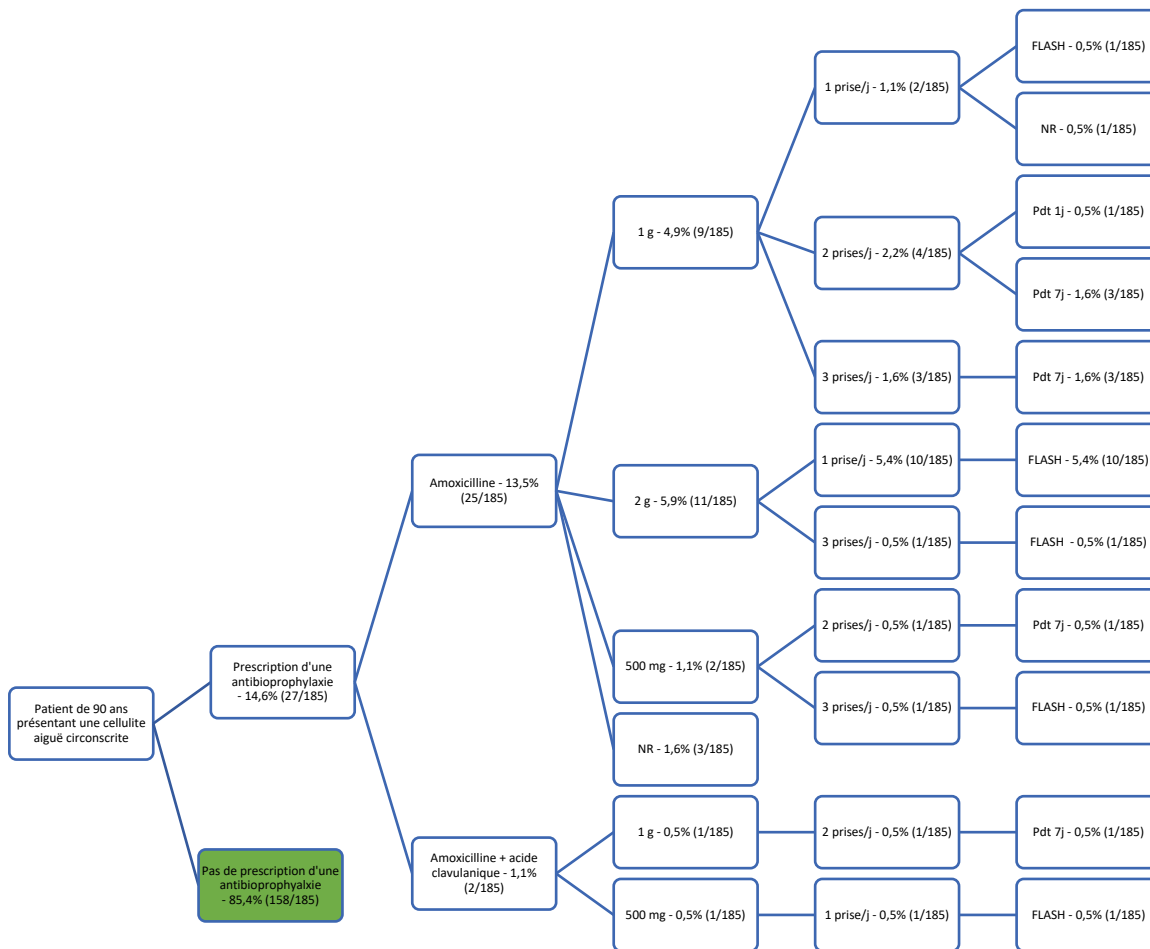 FLASH - 0,5% (1/185)
1 prise/j - 1,1% (2/185)
NR - 0,5% (1/185)
Pdt 1j - 0,5% (1/185)
1 g - 4,9% (9/185)
2 prises/j - 2,2% (4/185)
Pdt 7j - 1,6% (3/185)
3 prises/j - 1,6% (3/185)
Pdt 7j - 1,6% (3/185)
Amoxicilline - 13,5%
(25/185)
1 prise/j - 5,4% (10/185)
FLASH - 5,4% (10/185)
2 g - 5,9% (11/185)
3 prises/j - 0,5% (1/185)
FLASH - 0,5% (1/185)
2 prises/j - 0,5% (1/185)
Pdt 7j - 0,5% (1/185)
Prescription d'une
antibioprophylaxie
- 14,6% (27/185)
500 mg - 1,1% (2/185)
3 prises/j - 0,5% (1/185)
FLASH - 0,5% (1/185)
Patient de 90 ans
présentant une cellulite
aiguë circonscrite
NR - 1,6% (3/185)
1 g - 0,5% (1/185)
2 prises/j - 0,5% (1/185)
Pdt 7j - 0,5% (1/185)
Pas de prescription d'une
antibioprophyalxie
- 85,4% (158/185)
Amoxicilline + acide
clavulanique - 1,1%
(2/185)
500 mg - 0,5% (1/185)
1 prise/j - 0,5% (1/185)
FLASH - 0,5% (1/185)